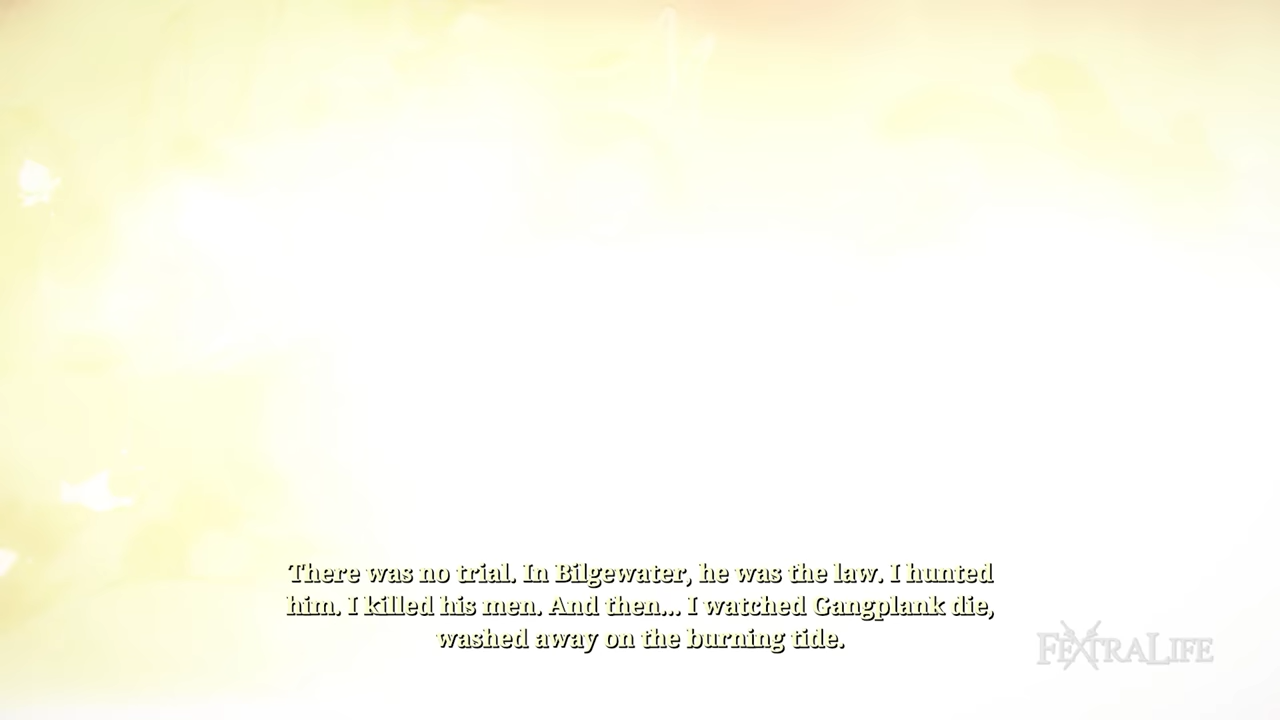 There was no trial. In Bilgewater, he was the law. I hunted
him. I killed his men. And then... I watched Gangplank die,
washed away on the burning tide.
FEXTRALIFE